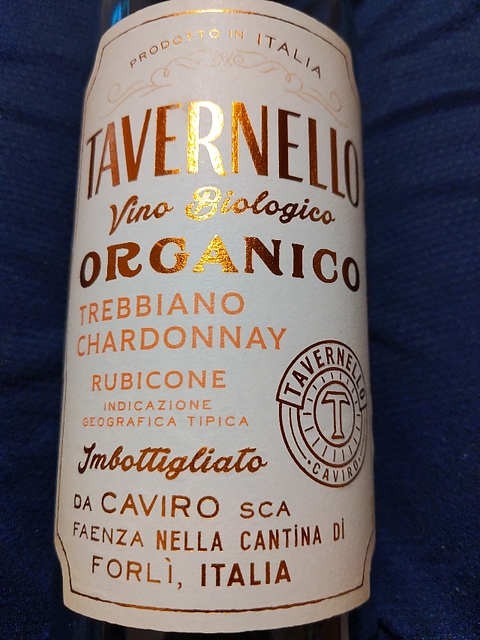 PRODOTTO IN ITALIA
TAVERNELLO
Vino Biologico
ORGANICO
TREBBIANO
CHARDONNAY
RUBICONE
INDICAZIONE
GEOGRAFICA TIPICA
TAVERNELLO
T
CAVIRO
Imbottigliato
DA CAVIRO SCA
FAENZA NELLA CANTINA DI
FORLÌ, ITALIA